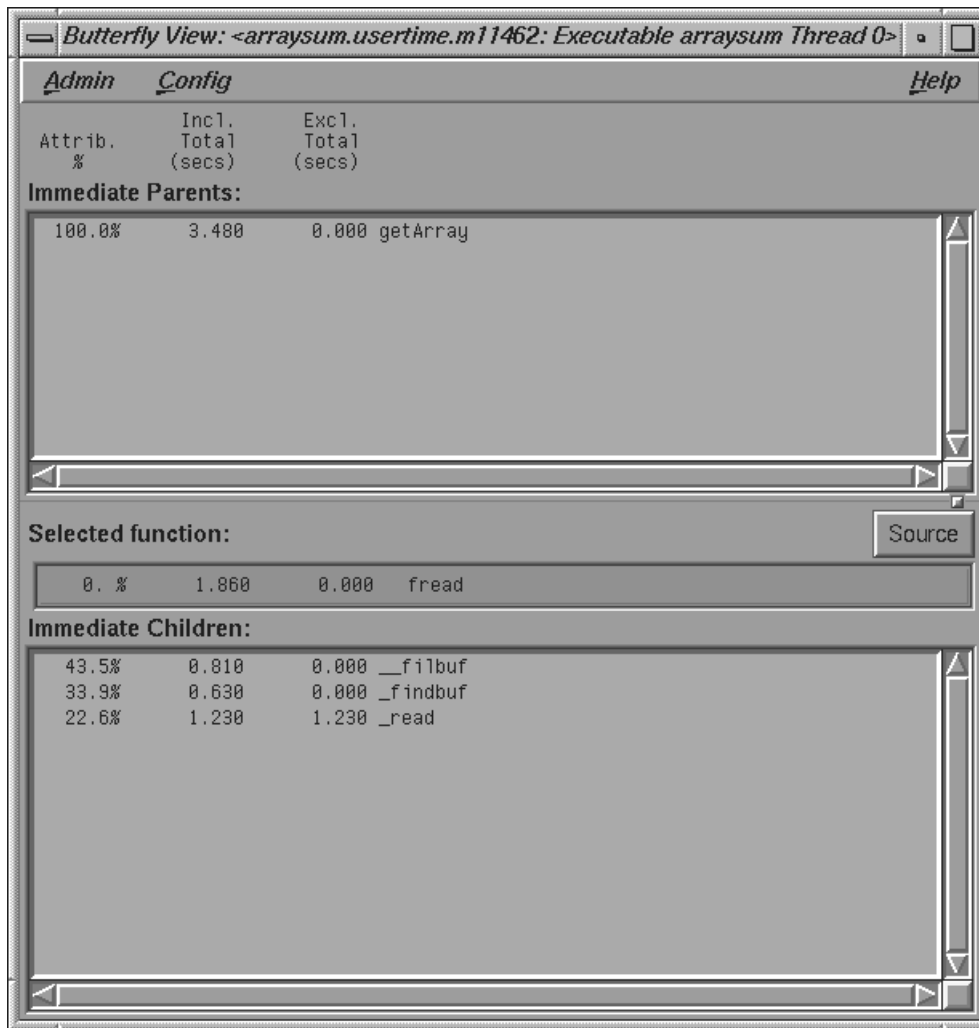 Butterfly View: <arraysum.usertime.m11462: Executable arraysum Thread 0>
Admin Config Help
Incl. Excl.
Attrib. Total Total
% (secs) (secs)
Immediate Parents:
100.0% 3.480 0.000 getArray
Selected function:
Source
0. % 1.860 0.000 fread
Immediate Children:
43.5% 0.810 0.000 __filbuf
33.9% 0.630 0.000 _findbuf
22.6% 1.230 1.230 _read